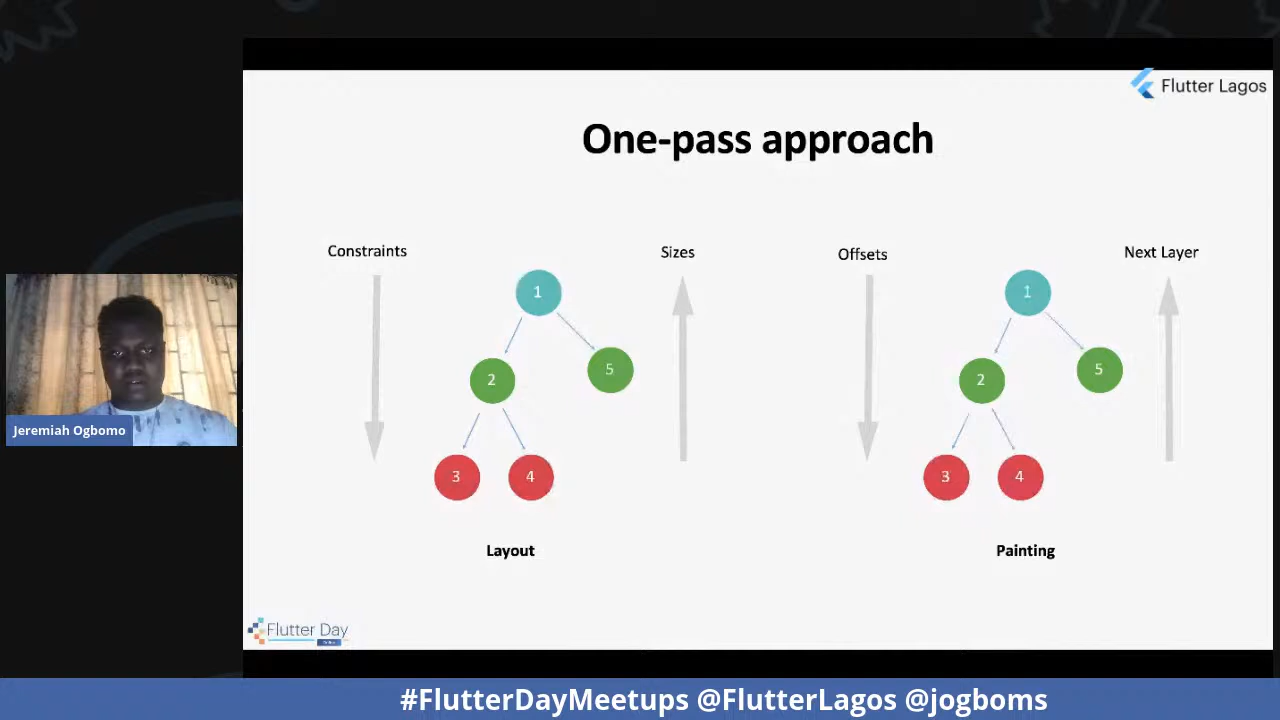 Flutter Lagos
One-pass approach
Constraints
Sizes
Offsets
Next Layer
1
1
2
5
2
5
3
4
3
4
Layout
Painting
Jeremiah Ogbomo
Flutter Day
#FlutterDayMeetups @FlutterLagos @jogboms